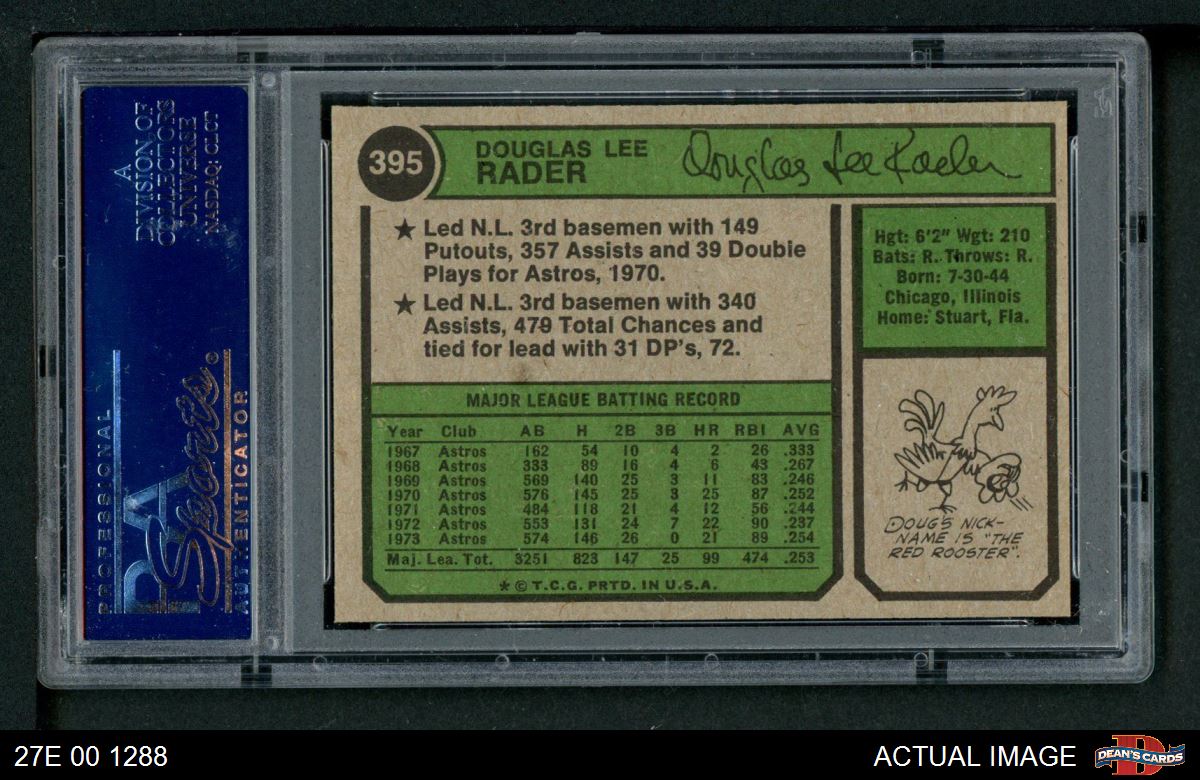 A
DIVISION OF
COLLECTORS
UNIVERSE
NASDAQ: CLCT
PROFESSIONAL
PSA
Sports®
AUTHENTICATOR
395
DOUGLAS LEE
RADER
Douglas Lee Rader
★ Led N.L. 3rd basemen with 149
Putouts, 357 Assists and 39 Double
Plays for Astros, 1970.
★ Led N.L. 3rd basemen with 340
Assists, 479 Total Chances and
tied for lead with 31 DP's, 72.
Hgt: 6'2" Wgt: 210
Bats: R. Throws: R.
Born: 7-30-44
Chicago, Illinois
Home: Stuart, Fla.
MAJOR LEAGUE BATTING RECORD
Year Club AB H 2B 3B HR RBI AVG
1967 Astros 162 54 10 4 2 26 .333
1968 Astros 333 89 16 4 6 43 .267
1969 Astros 569 140 25 3 11 83 .246
1970 Astros 576 145 25 3 25 87 .252
1971 Astros 484 118 21 4 12 56 .244
1972 Astros 553 131 24 7 22 90 .237
1973 Astros 574 146 26 0 21 89 .254
Maj. Lea. Tot. 3251 823 147 25 99 474 .253
* © T.C.G. PRTD. IN U.S.A.
DOUG'S NICK-
NAME IS "THE
RED ROOSTER".
27E 00 1288
ACTUAL IMAGE
DEAN'S CARDS